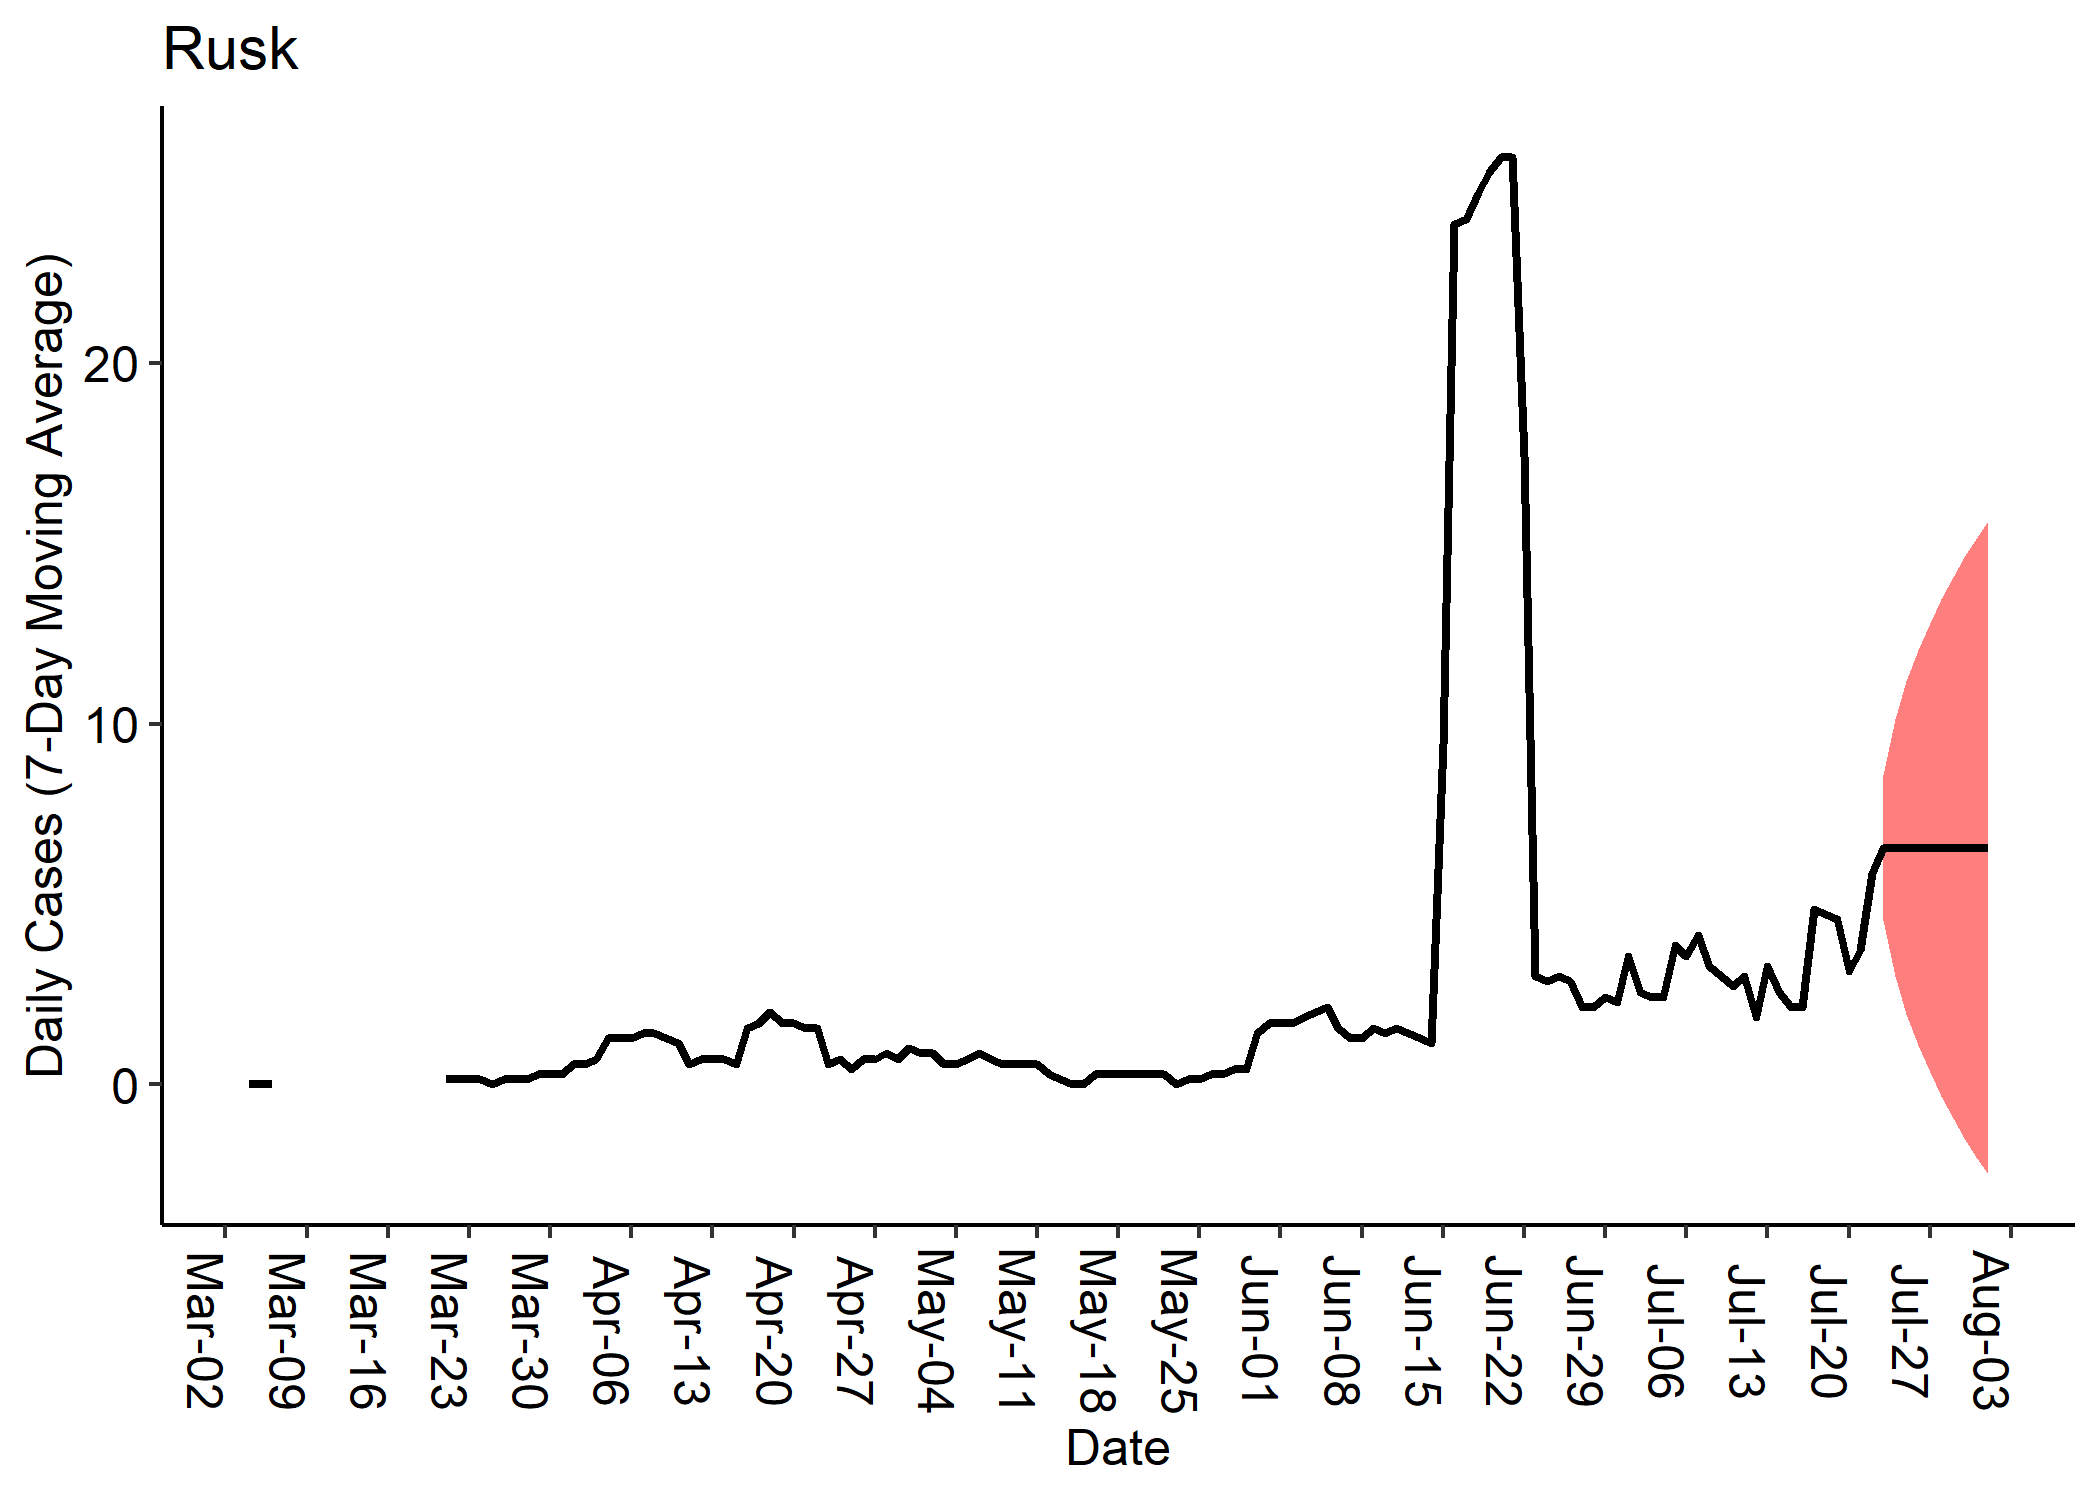 Rusk
Daily Cases (7-Day Moving Average)
20
10
0
Mar-02
Mar-09
Mar-16
Mar-23
Mar-30
Apr-06
Apr-13
Apr-20
Apr-27
May-04
May-11
May-18
May-25
Jun-01
Jun-08
Jun-15
Jun-22
Jun-29
Jul-06
Jul-13
Jul-20
Jul-27
Aug-03
Date